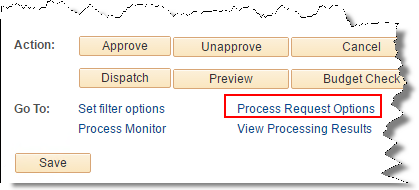 Action: Approve Unapprove Cancel
Dispatch Preview Budget Check
Go To: Set filter options Process Request Options
Process Monitor View Processing Results
Save